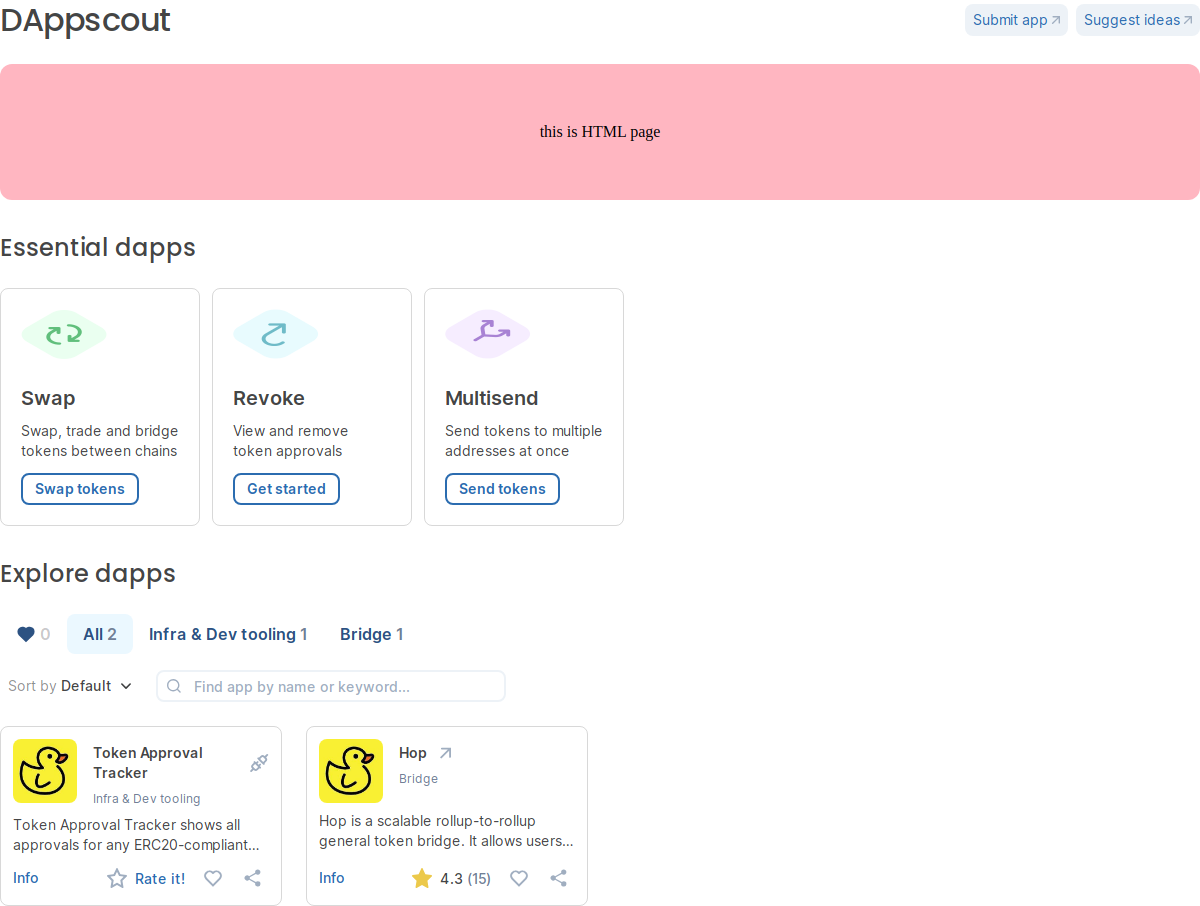 DAppscout
Submit app
Suggest ideas
this is HTML page
Essential dapps
Swap
Swap, trade and bridge
tokens between chains
Swap tokens
Revoke
View and remove
token approvals
Get started
Multisend
Send tokens to multiple
addresses at once
Send tokens
Explore dapps
0
All 2
Infra & Dev tooling 1
Bridge 1
Sort by Default
Find app by name or keyword...
Token Approval
Tracker
Infra & Dev tooling
Token Approval Tracker shows all
approvals for any ERC20-compliant...
Info
Rate it!
Hop
Bridge
Hop is a scalable rollup-to-rollup
general token bridge. It allows users...
Info
4.3 (15)